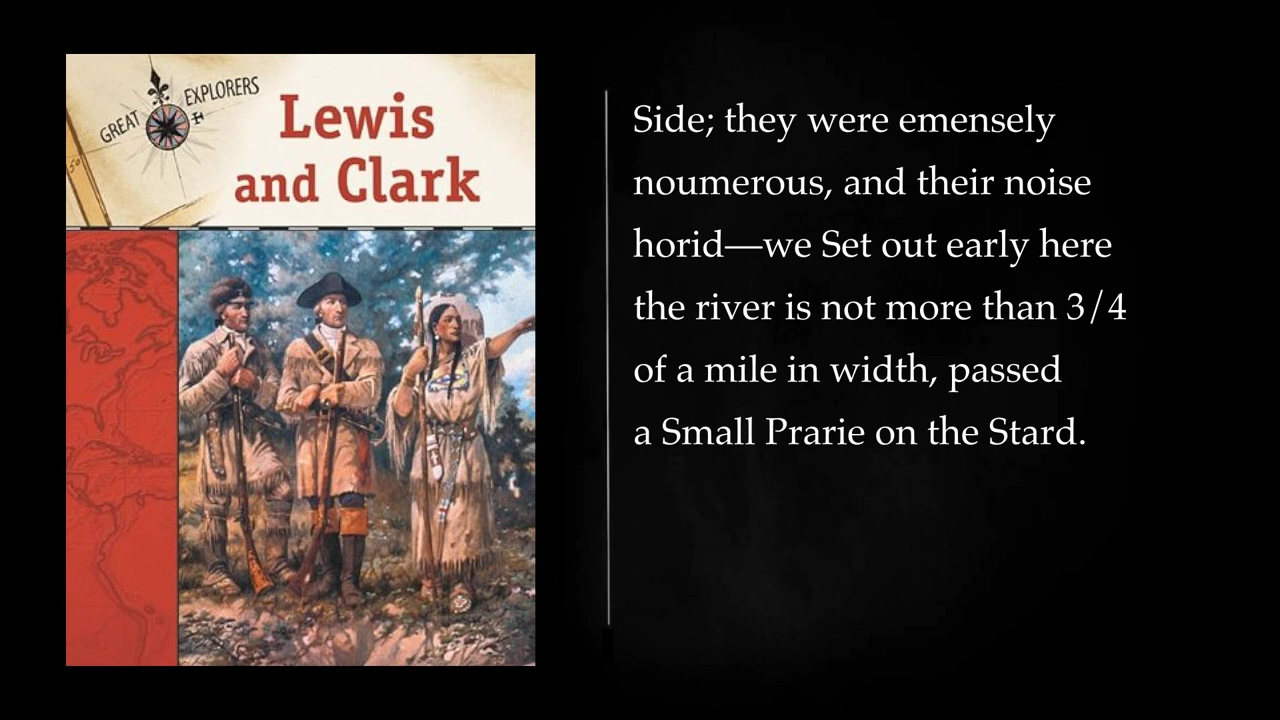 GREAT EXPLORERS
Lewis
and Clark
50
Side; they were emensely
noumerous, and their noise
horid—we Set out early here
the river is not more than 3/4
of a mile in width, passed
a Small Prarie on the Stard.